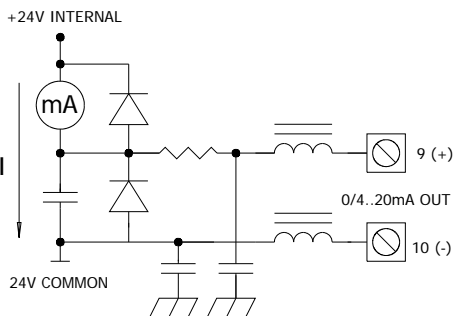 +24V INTERNAL
mA
9 (+)
I
0/4..20mA OUT
10 (-)
24V COMMON